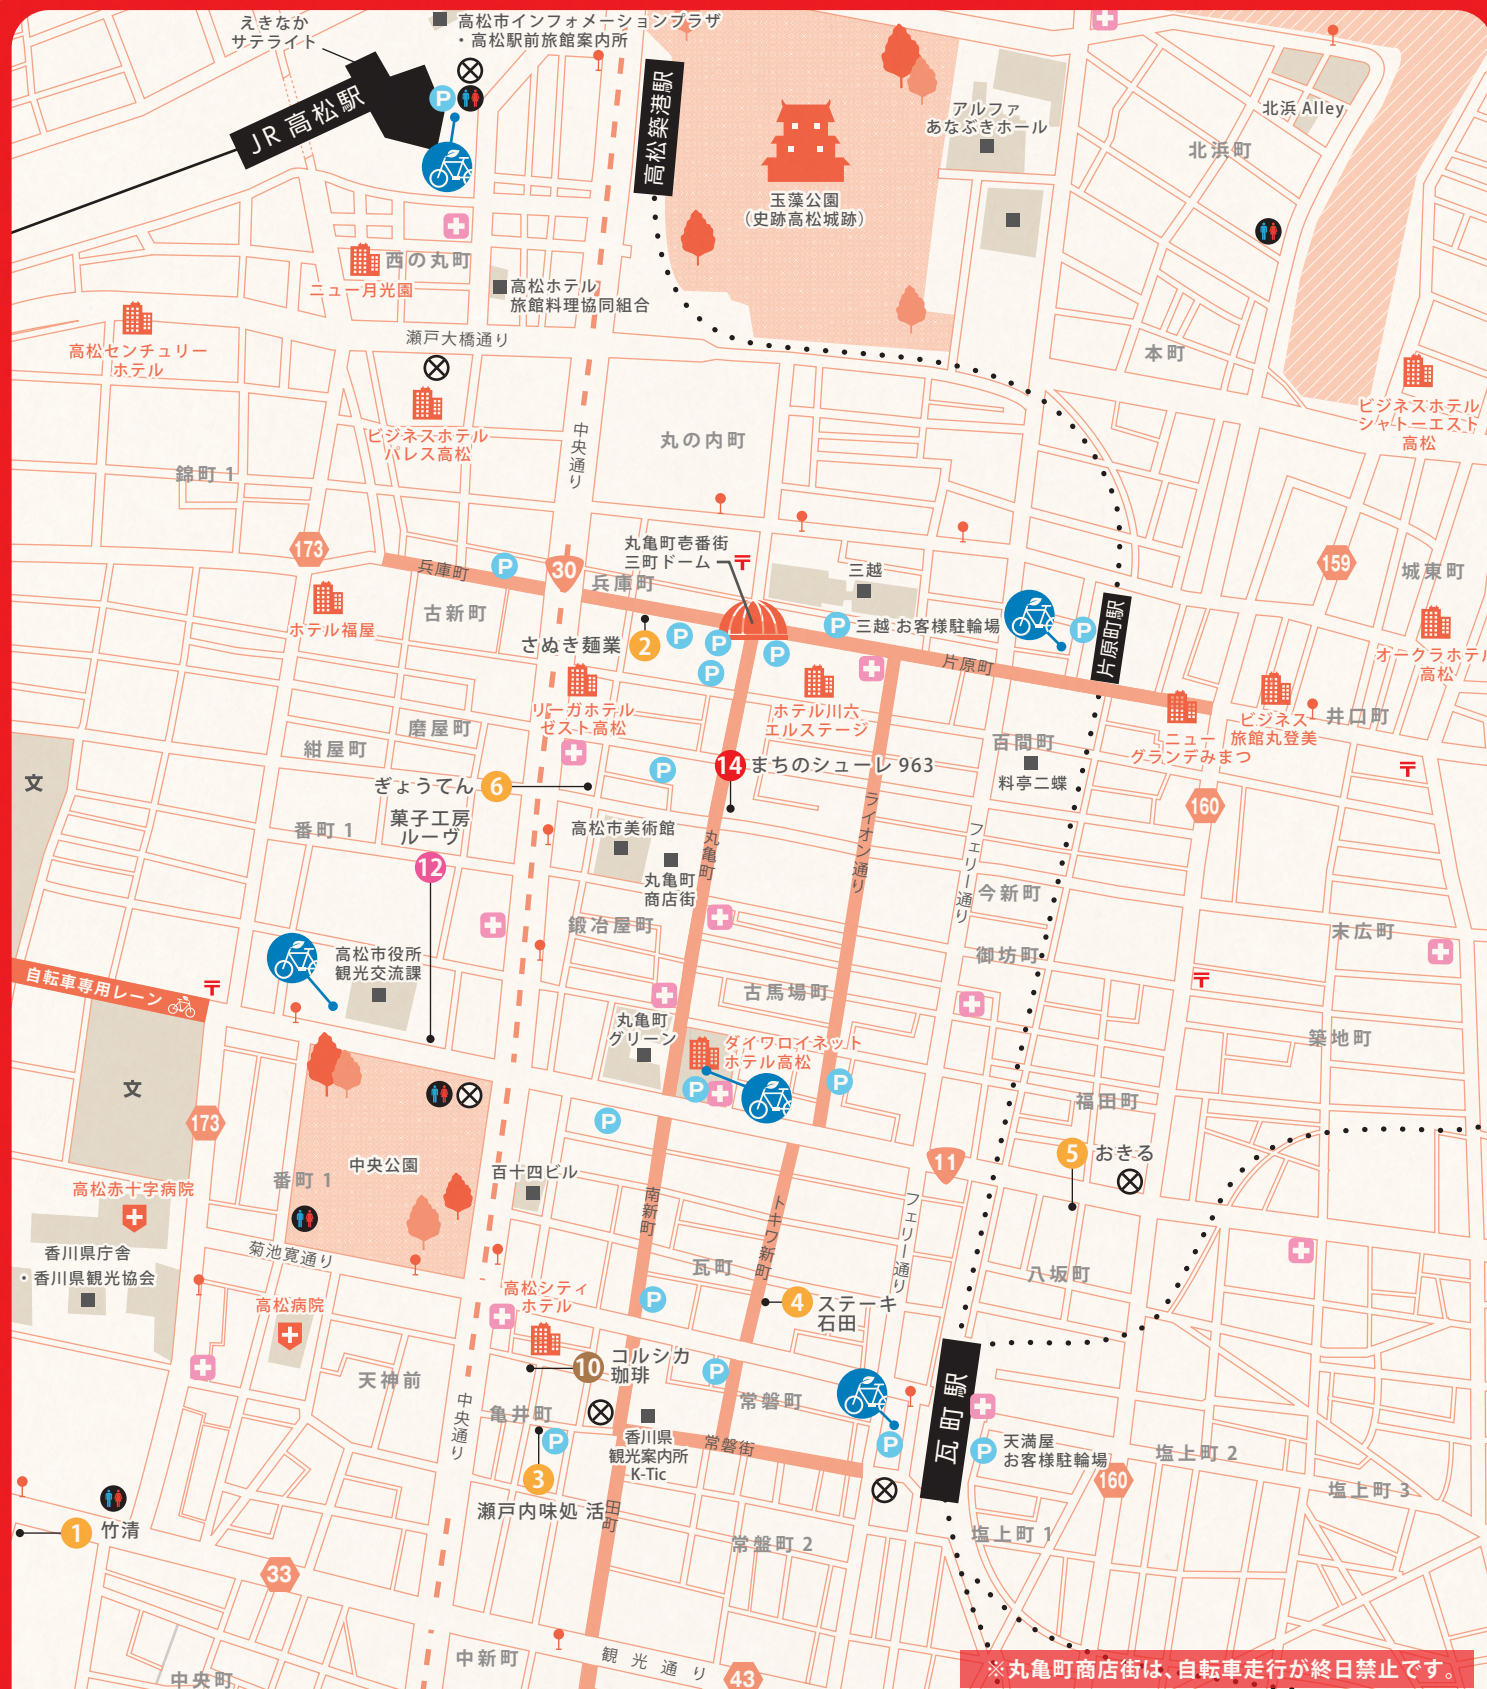 えきなか
サテライト
高松市インフォメーションプラザ
・高松駅前旅館案内所
JR高松駅
P
高松築港駅
玉藻公園
（史跡高松城跡）
アルファ
あなぶきホール
北浜 Alley
北浜町
西の丸町
ニュー月光園
高松ホテル
旅館料理協同組合
高松センチュリー
ホテル
瀬戸大橋通り
本町
ビジネスホテル
パレス高松
ビジネスホテル
シャトーエスト
高松
中央通り
丸の内町
錦町 1
173
兵庫町
P
30
兵庫町
丸亀町壱番街
三町ドーム
三越
159
城東町
古新町
ホテル福屋
さぬき麺業
2
P
P
P
P
P
三越 お客様駐輪場
P
片原町駅
片原町
オークラホテル
高松
リーガホテル
ゼスト高松
ホテル川六
エルステージ
ビジネス
旅館丸登美
井口町
ニュー
グランデみまつ
磨屋町
紺屋町
百間町
料亭二蝶
文
ぎょうてん
6
P
14
まちのシューレ 963
160
菓子工房
ルーヴ
12
番町 1
高松市美術館
丸亀町
商店街
丸亀町
ライオン通り
フェリー通り
今新町
鍛冶屋町
末広町
御坊町
高松市役所
観光交流課
自転車専用レーン
古馬場町
丸亀町
グリーン
ダイワロイネット
ホテル高松
築地町
P
P
P
文
173
福田町
中央公園
番町 1
百十四ビル
11
5
おきる
高松赤十字病院
南新町
トキワ新町
フェリー通り
香川県庁舎
・香川県観光協会
菊池寛通り
瓦町
八坂町
高松病院
高松シティ
ホテル
P
4
ステーキ
石田
10
コルシカ
珈琲
P
天神前
中央通り
亀井町
常磐町
瓦町駅
P
3
香川県
観光案内所
K-Tic
常磐街
P
P
天満屋
お客様駐輪場
塩上町 2
160
塩上町 3
瀬戸内味処 活
田町
1
竹清
常盤町 2
塩上町 1
33
中新町
観光通り
43
中央町
※丸亀町商店街は、自転車走行が終日禁止です。